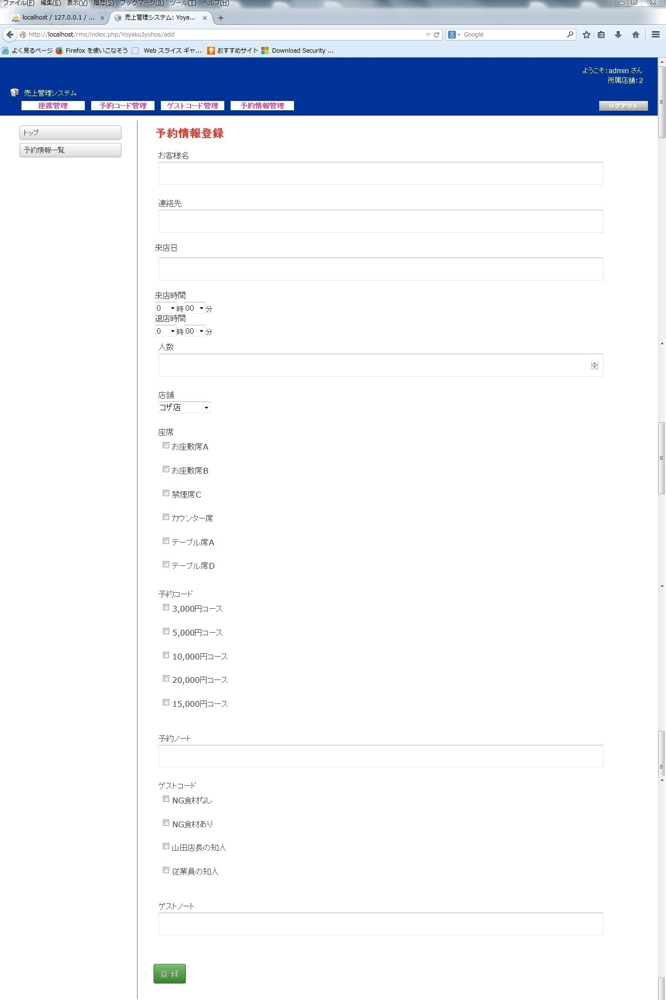 ファイル(F) 編集(E) 表示(V) 履歴(S) ブックマーク(B) ツール(T) ヘルプ(H)
localhost / 127.0.0.1 / ...
売上管理システム: Yoya...
http://localhost/rms/index.php/YoyakuJyohos/add
Google
よく見るページ Firefox を使いこなそう Web スライス ギャ... おすすめサイト Download Security ...
ようこそ:admin さん
所属店舗:2
売上管理システム
座席管理 予約コード管理 ゲストコード管理 予約情報管理 ログアウト
トップ
予約情報一覧
予約情報登録
お客様名
連絡先
来店日
来店時間
0 時 00 分
退店時間
0 時 00 分
人数
店舗
コザ店
座席
お座敷席A
お座敷席B
禁煙席C
カウンター席
テーブル席A
テーブル席D
予約コード
3,000円コース
5,000円コース
10,000円コース
20,000円コース
15,000円コース
予約ノート
ゲストコード
NG食材なし
NG食材あり
山田店長の知人
従業員の知人
ゲストノート
登 録